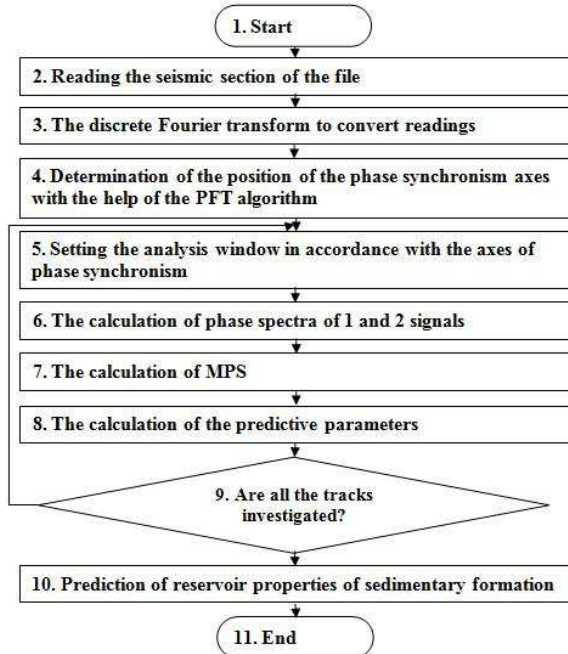 1. Start
2. Reading the seismic section of the file
3. The discrete Fourier transform to convert readings
4. Determination of the position of the phase synchronism axes
with the help of the PFT algorithm
5. Setting the analysis window in accordance with the axes of
phase synchronism
6. The calculation of phase spectra of 1 and 2 signals
7. The calculation of MPS
8. The calculation of the predictive parameters
9. Are all the tracks
investigated?
10. Prediction of reservoir properties of sedimentary formation
11. End